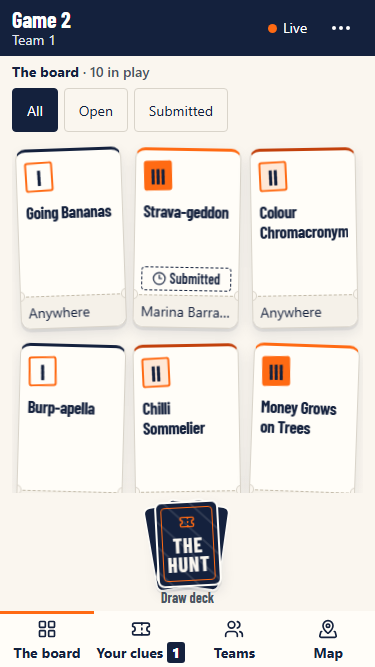 Game 2
Team 1
Live
The board · 10 in play
All
Open
Submitted
I
Going Bananas
Anywhere
III
Strava-geddon
Submitted
Marina Barra...
II
Colour
Chromacronym
Anywhere
I
Burp-apella
II
Chilli
Sommelier
III
Money Grows
on Trees
THE
HUNT
Draw deck
The board
Your clues 1
Teams
Map